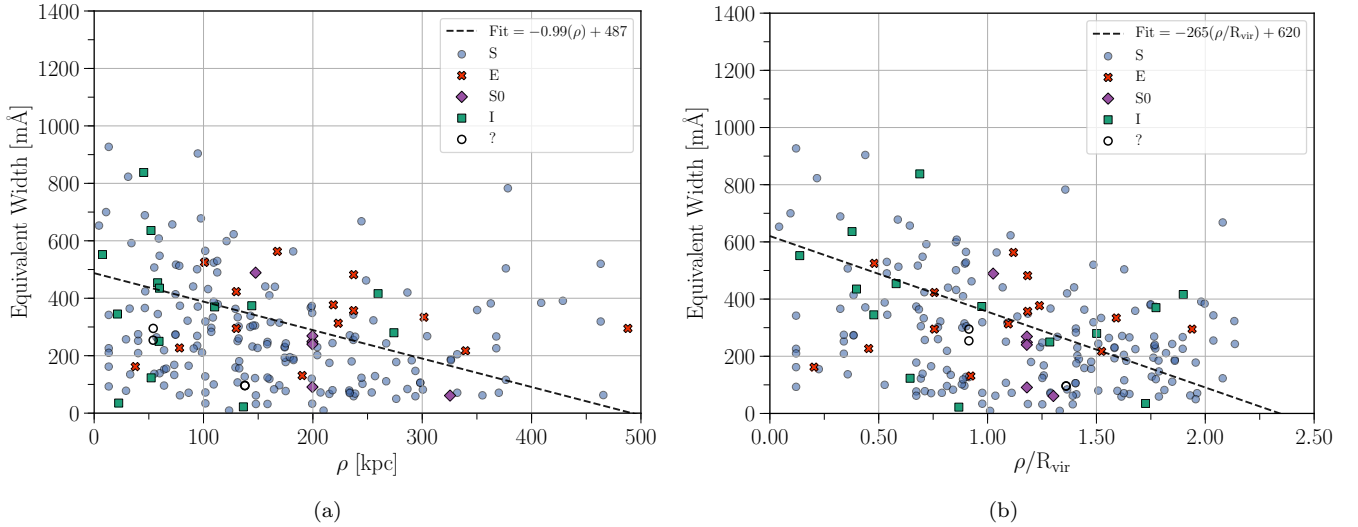 1400
1200
1000
800
600
400
200
0
Equivalent Width [mÅ]
Fit = −0.99(ρ) + 487
S
E
S0
I
?
0 100 200 300 400 500
ρ [kpc]
(a)
1400
1200
1000
800
600
400
200
0
Equivalent Width [mÅ]
Fit = −265(ρ/Rvir) + 620
S
E
S0
I
?
0.00 0.50 1.00 1.50 2.00 2.50
ρ/Rvir
(b)